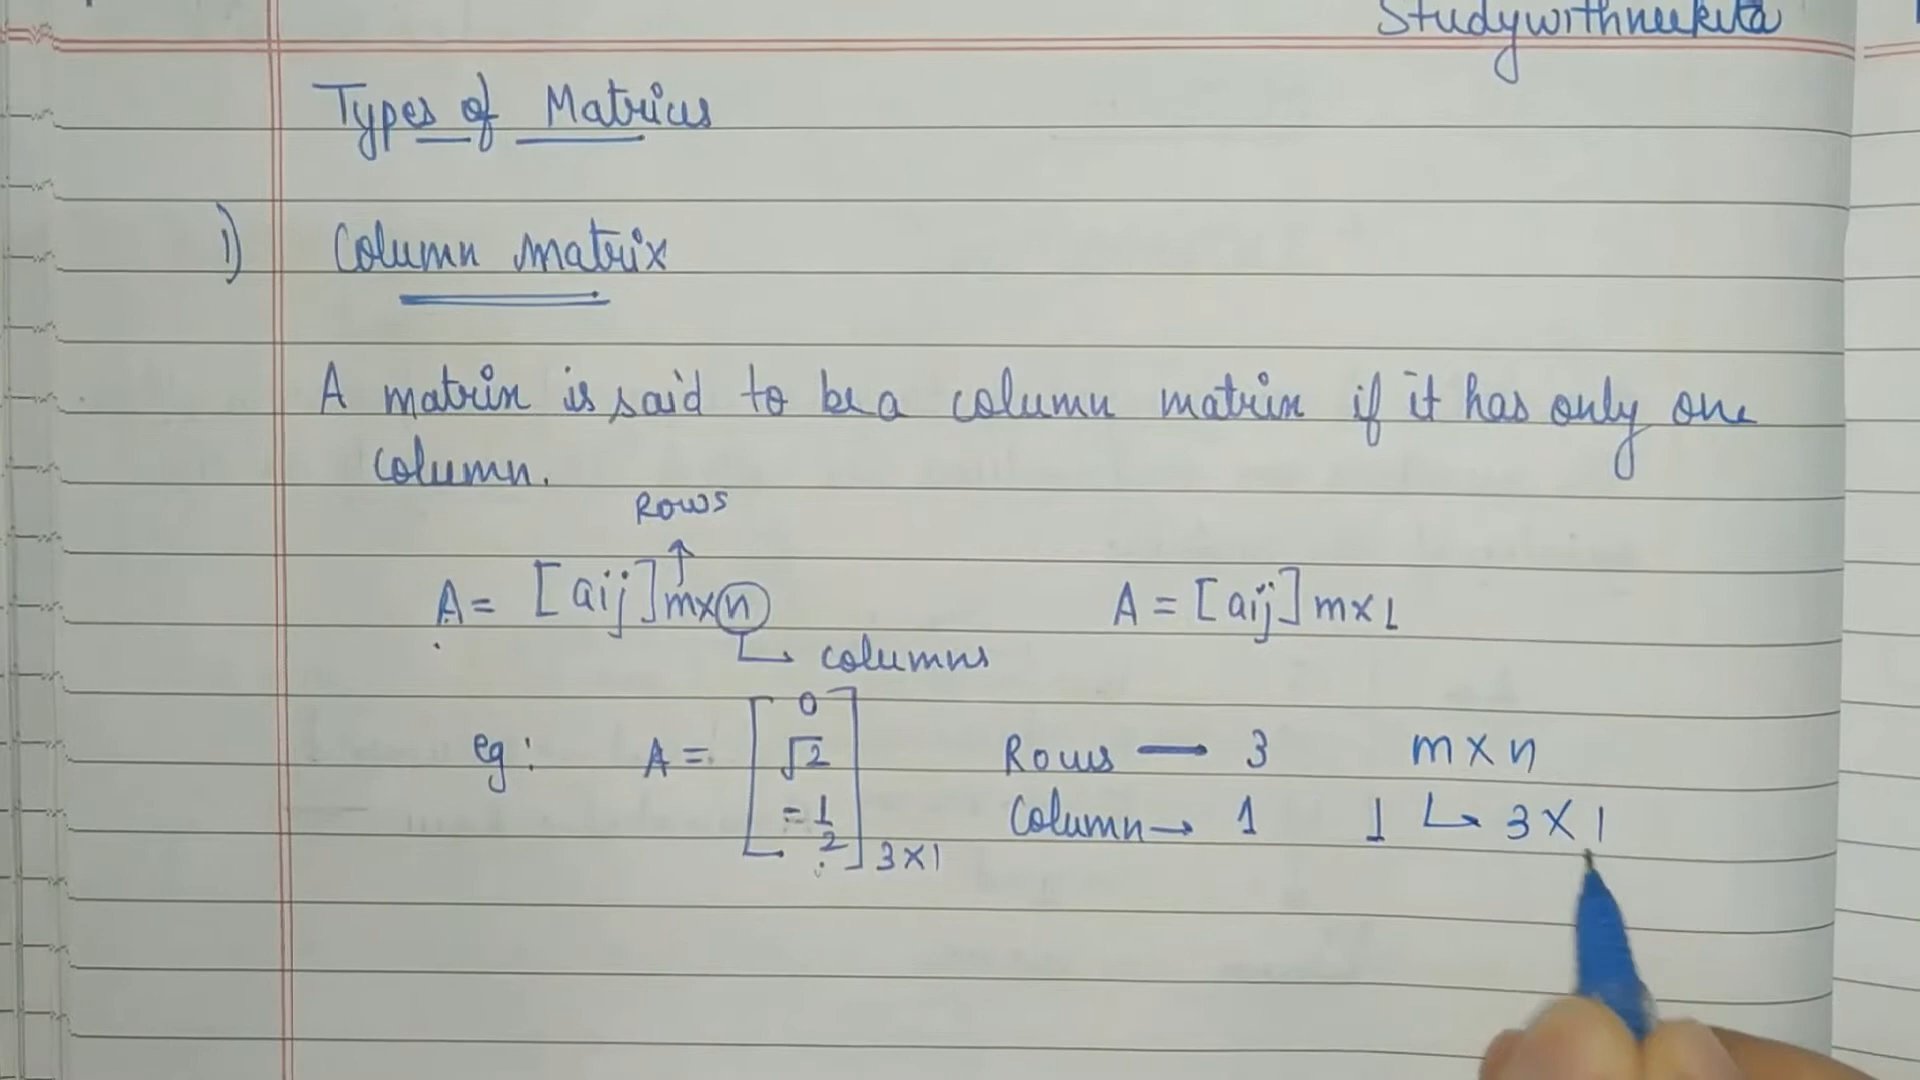 Studywithneekita
Types of Matrices
1) Column matrix
A matrix is said to be a column matrix if it has only one
column.
Rows
A = [aij] m×n
columns
A = [aij] m×1
eg: A = [0 √2 -1/2] 3×1
Rows — 3 m×n
Column → 1 1 ↳ 3×1